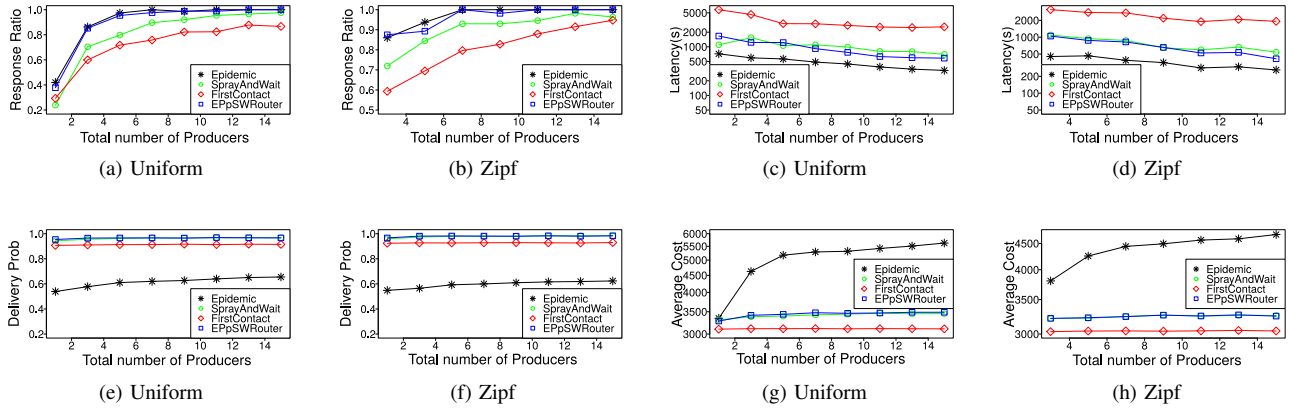 Response Ratio
1.0
0.8
0.6
0.4
0.2
Epidemic
SprayAndWait
FirstContact
EPpSWRouter
2 4 6 8 10 12 14
Total number of Producers
(a) Uniform
Response Ratio
1.0
0.9
0.8
0.7
0.6
0.5
Epidemic
SprayAndWait
FirstContact
EPpSWRouter
4 6 8 10 12 14
Total number of Producers
(b) Zipf
Latency(s)
5000
2000
1000
500
200
100
50
Epidemic
SprayAndWait
FirstContact
EPpSWRouter
2 4 6 8 10 12 14
Total number of Producers
(c) Uniform
Latency(s)
2000
1000
500
200
100
50
Epidemic
SprayAndWait
FirstContact
EPpSWRouter
4 6 8 10 12 14
Total number of Producers
(d) Zipf
Delivery Prob
1.0
0.8
0.6
0.4
0.2
Epidemic
SprayAndWait
FirstContact
EPpSWRouter
2 4 6 8 10 12 14
Total number of Producers
(e) Uniform
Delivery Prob
1.0
0.8
0.6
0.4
0.2
Epidemic
SprayAndWait
FirstContact
EPpSWRouter
4 6 8 10 12 14
Total number of Producers
(f) Zipf
Average Cost
6000
5500
4500
3500
3000
Epidemic
SprayAndWait
FirstContact
EPpSWRouter
2 4 6 8 10 12 14
Total number of Producers
(g) Uniform
Average Cost
4500
4000
3500
3000
Epidemic
SprayAndWait
FirstContact
EPpSWRouter
4 6 8 10 12 14
Total number of Producers
(h) Zipf